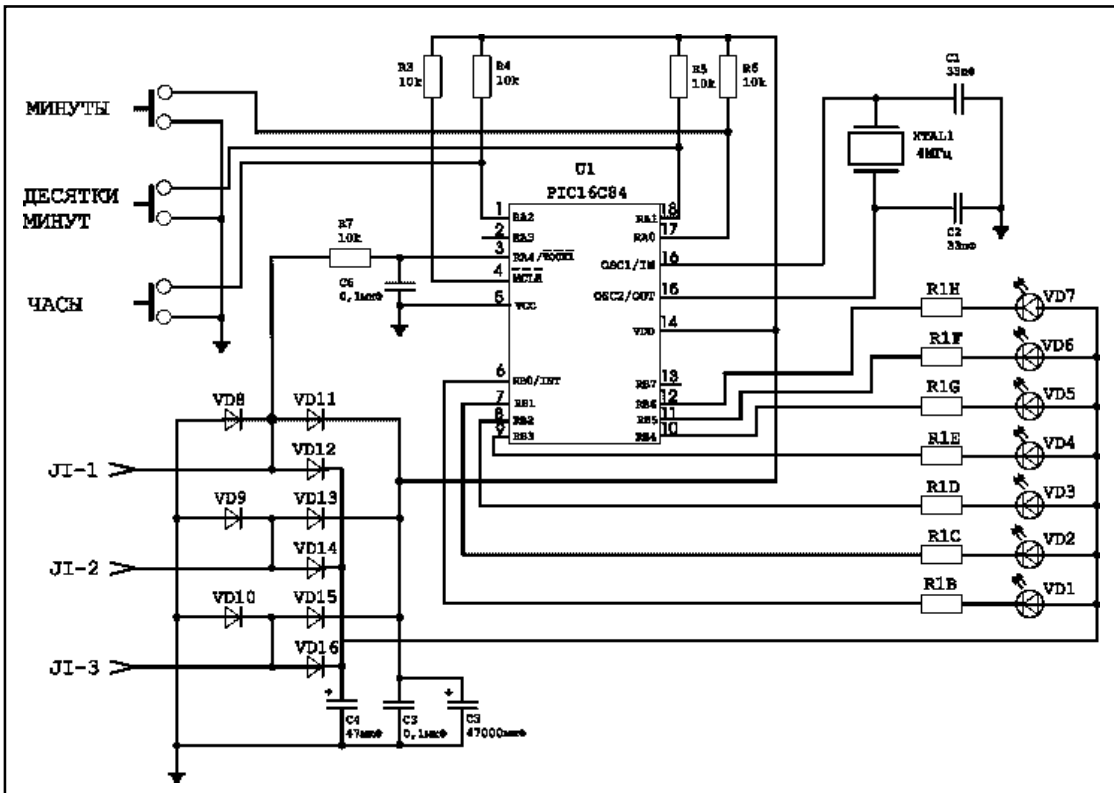 МИНУТЫ
ДЕСЯТКИ
МИНУТ
ЧАСЫ
R3
10k
R4
10k
R5
10k
R6
10k
C1
33пФ
XTAL1
4МГц
C2
33пФ
U1
PIC16C84
R7
10k
C6
0,1мкФ
1 RA2
2 RA3
3
4 MCLR
5 VCC
6 RB0/INT
7 RB1
8 RB2
9 RB3
18 RA1
17 RA0
16 OSC1/IN
15 OSC2/OUT
14 VDD
13 RB7
12 RB6
11 RB5
10 RB4
R1H VD7
R1F VD6
R1G VD5
R1E VD4
R1D VD3
R1C VD2
R1B VD1
VD8 VD11
JI-1
VD12
VD9 VD13
JI-2
VD14
VD10 VD15
JI-3
VD16
+
C4
47мкФ
C3
0,1мкФ
+
C3
47000мкФ